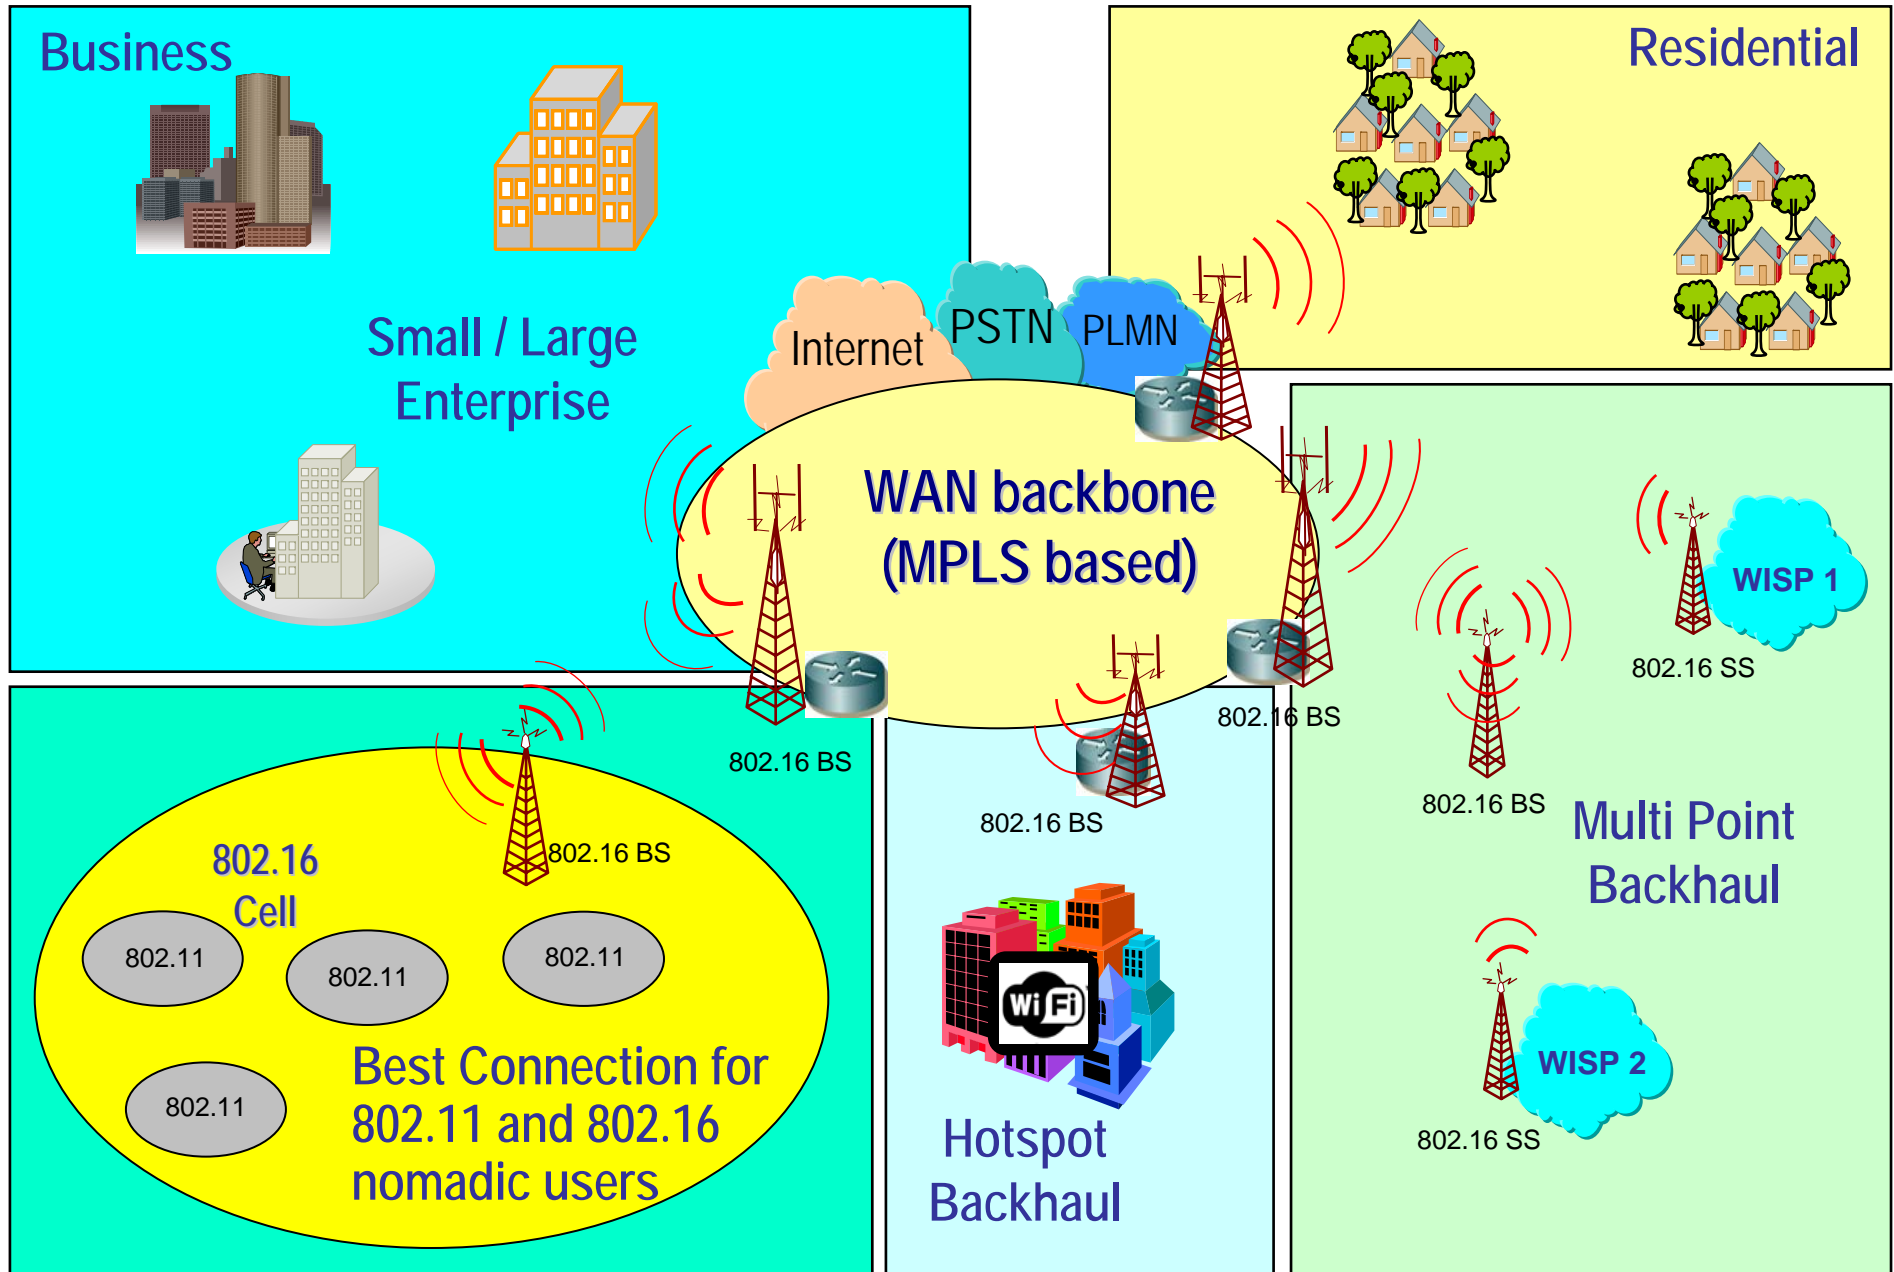 Business
Residential
Small / Large
Enterprise
Internet
PSTN
PLMN
WAN backbone
(MPLS based)
WISP 1
802.16 SS
802.16 BS
802.16 BS
802.16 BS
802.16 BS
Multi Point
Backhaul
802.16 BS
802.16
Cell
802.11
802.11
802.11
802.11
Best Connection for
802.11 and 802.16
nomadic users
Wi Fi
Hotspot
Backhaul
WISP 2
802.16 SS